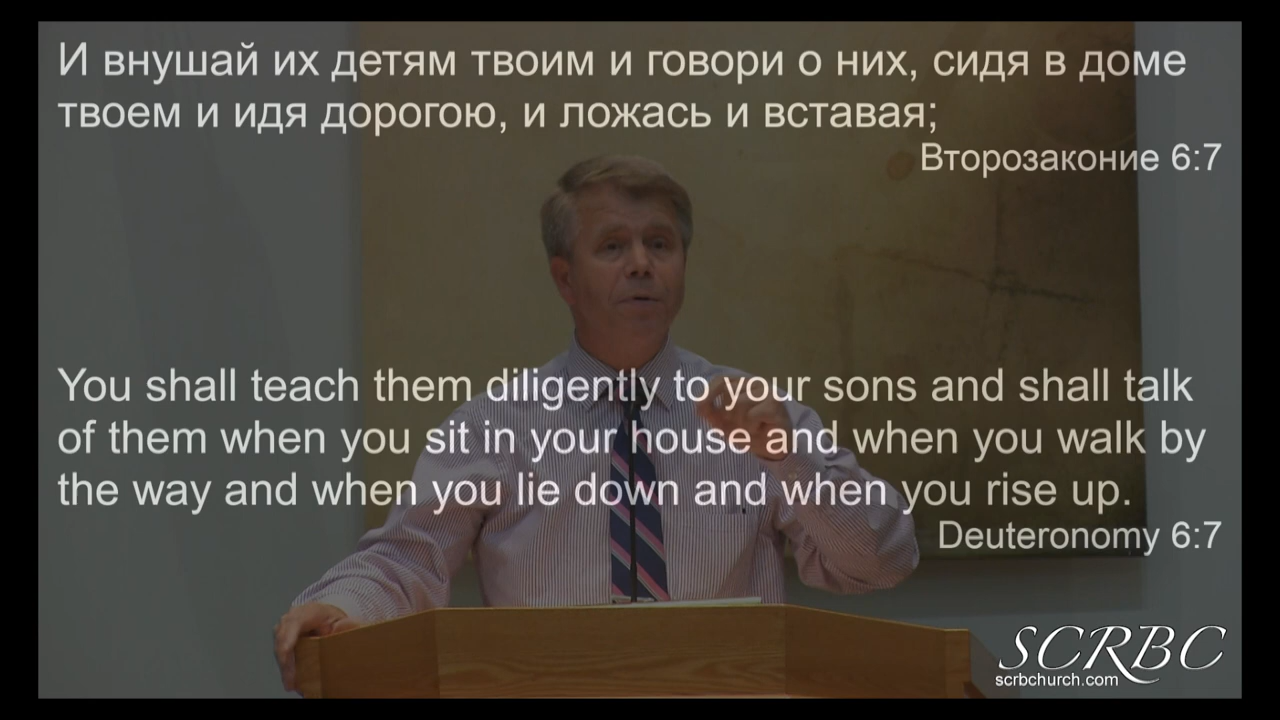 И внушай их детям твоим и говори о них, сидя в доме
твоем и идя дорогою, и ложась и вставая;
Второзаконие 6:7
You shall teach them diligently to your sons and shall talk
of them when you sit in your house and when you walk by
the way and when you lie down and when you rise up.
Deuteronomy 6:7
SCRBC
scrbchurch.com